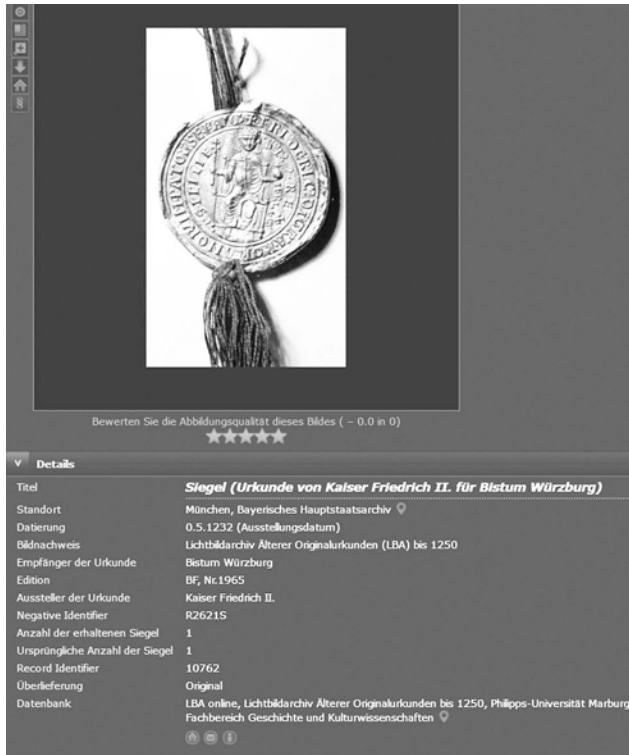 §
Bewerten Sie die Abbildungsqualität dieses Bildes ( – 0.0 in 0)
v Details
Titel Siegel (Urkunde von Kaiser Friedrich II. für Bistum Würzburg)
Standort München, Bayerisches Hauptstaatsarchiv
Datierung 0.5.1232 (Ausstellungsdatum)
Bildnachweis Lichtbildarchiv Älterer Originalurkunden (LBA) bis 1250
Empfänger der Urkunde Bistum Würzburg
Edition BF, Nr.1965
Aussteller der Urkunde Kaiser Friedrich II.
Negative Identifier R2621S
Anzahl der erhaltenen Siegel 1
Ursprüngliche Anzahl der Siegel 1
Record Identifier 10762
Überlieferung Original
Datenbank LBA online, Lichtbildarchiv Älterer Originalurkunden bis 1250, Philipps-Universität Marburg
Fachbereich Geschichte und Kulturwissenschaften